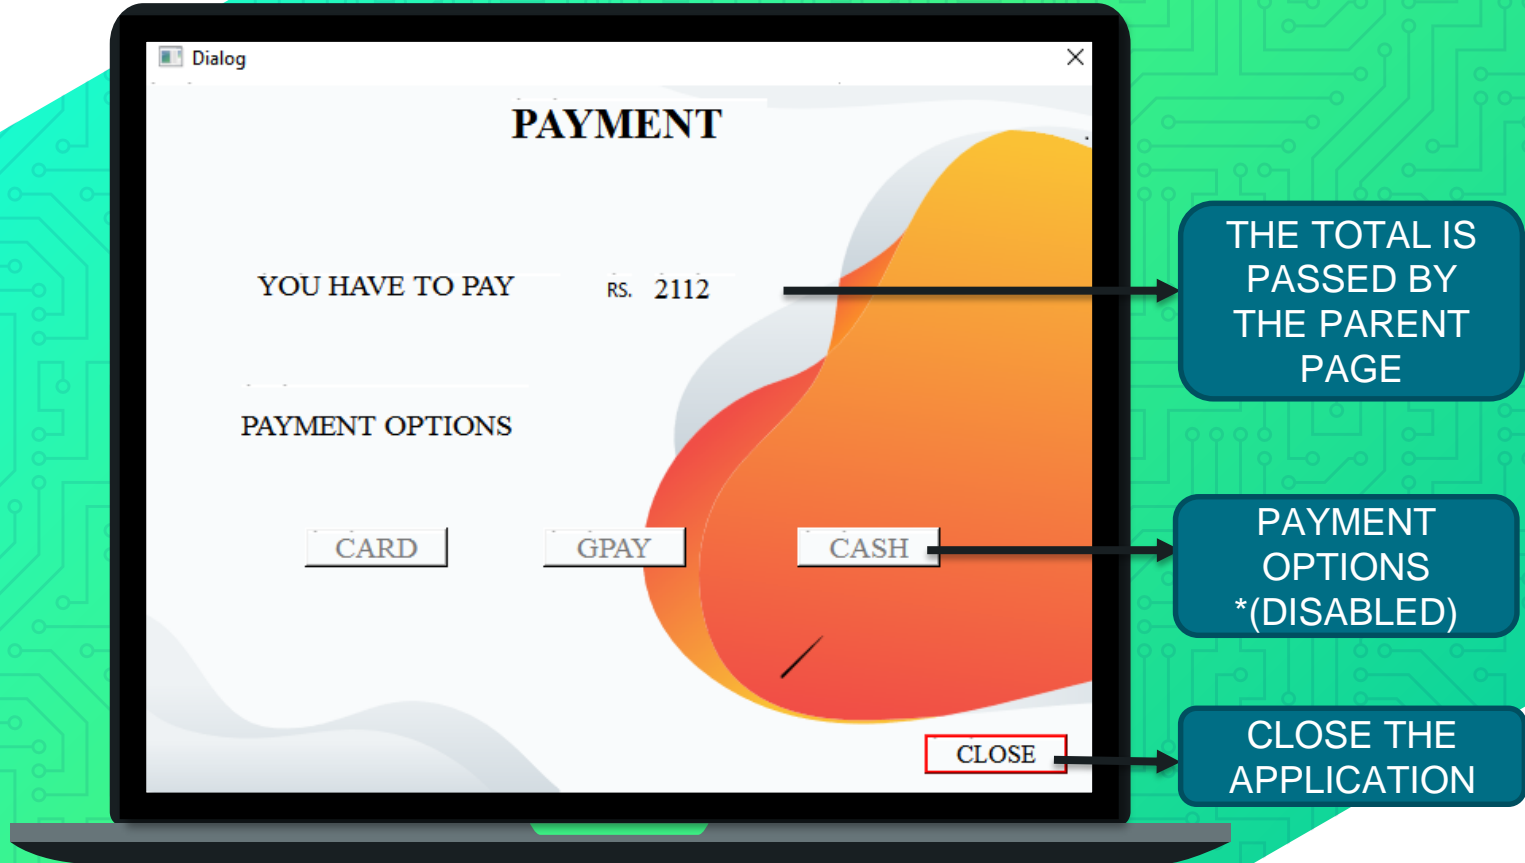 Dialog
PAYMENT
YOU HAVE TO PAY RS. 2112
PAYMENT OPTIONS
CARD GPAY CASH
CLOSE
THE TOTAL IS
PASSED BY
THE PARENT
PAGE
PAYMENT
OPTIONS
*(DISABLED)
CLOSE THE
APPLICATION